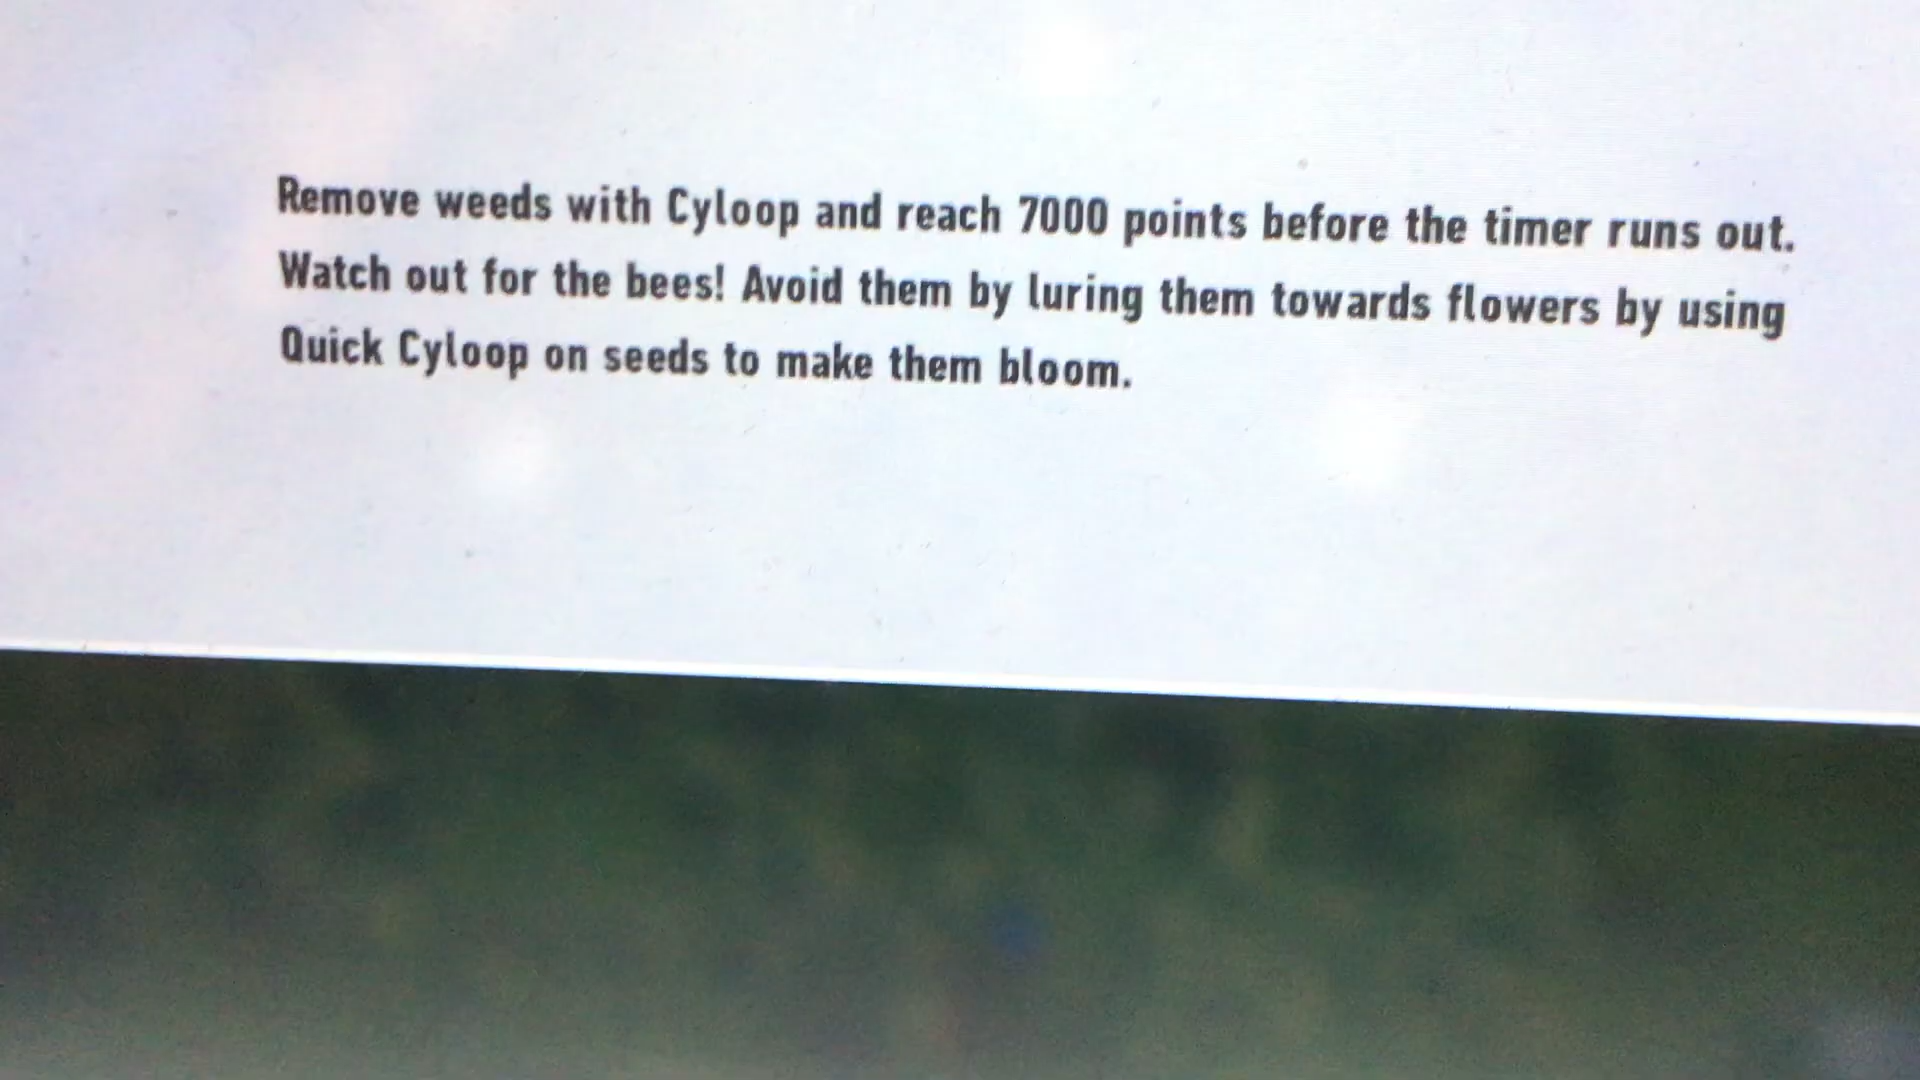 Remove weeds with Cyloop and reach 7000 points before the timer runs out.
Watch out for the bees! Avoid them by luring them towards flowers by using
Quick Cyloop on seeds to make them bloom.